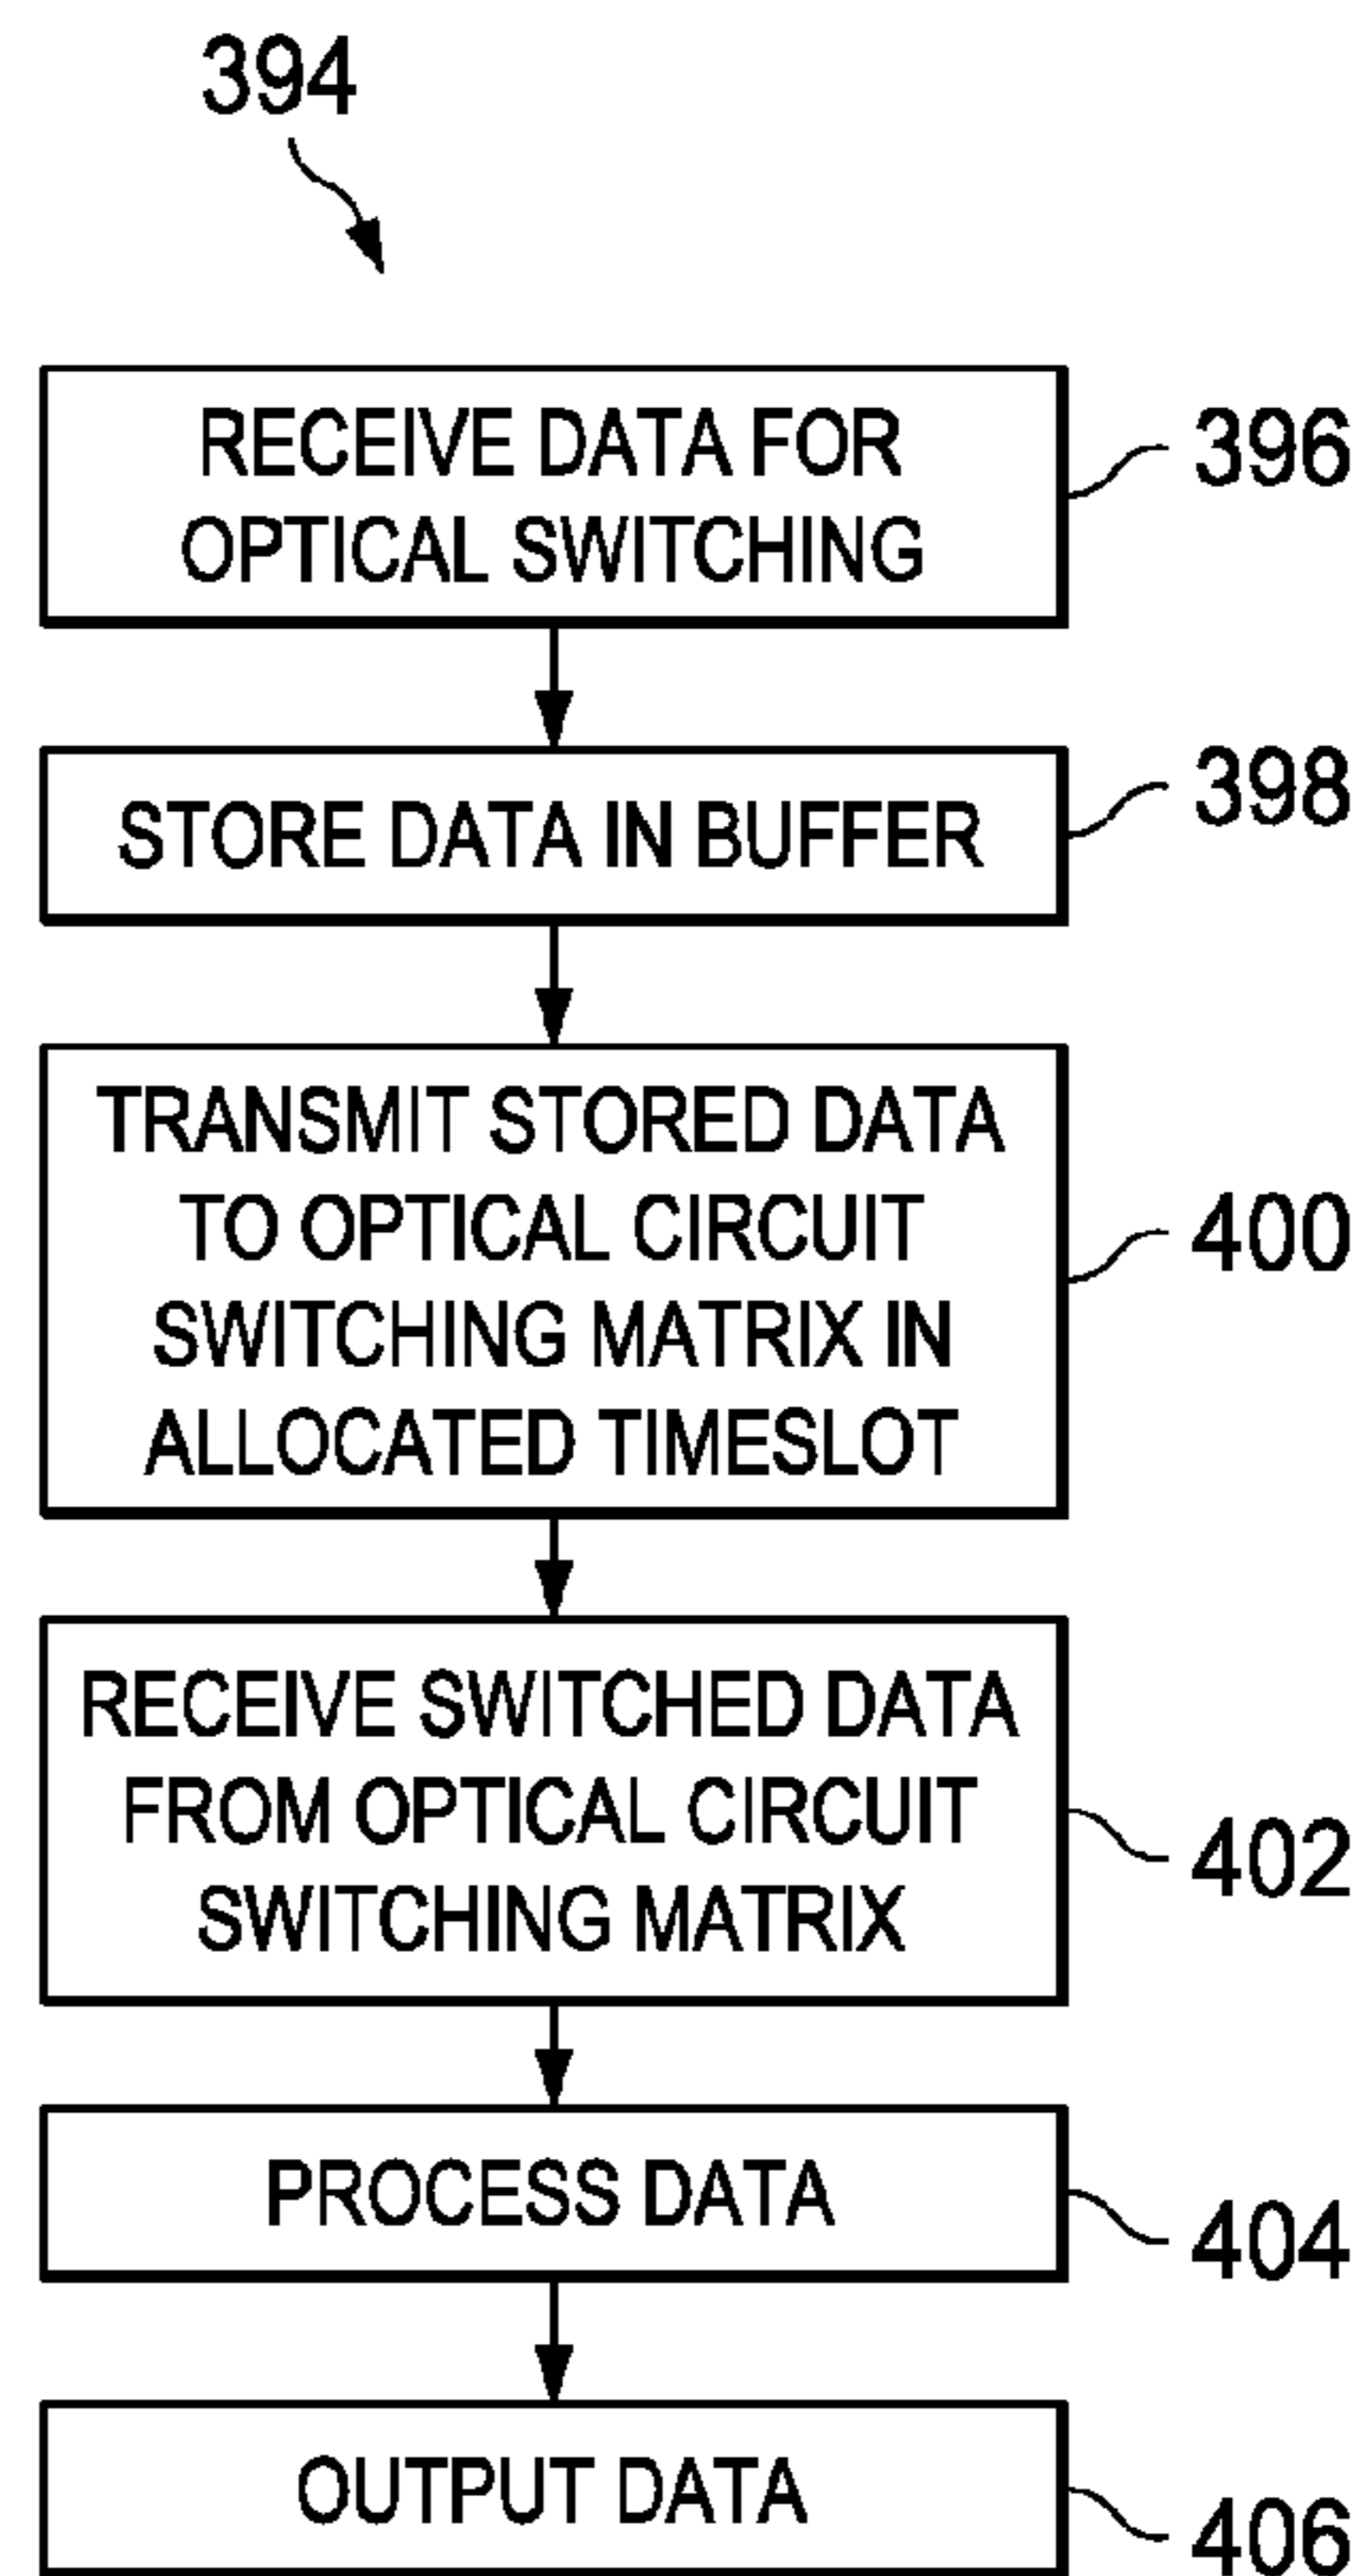 394
RECEIVE DATA FOR
OPTICAL SWITCHING
396
STORE DATA IN BUFFER
398
TRANSMIT STORED DATA
TO OPTICAL CIRCUIT
SWITCHING MATRIX IN
ALLOCATED TIMESLOT
400
RECEIVE SWITCHED DATA
FROM OPTICAL CIRCUIT
SWITCHING MATRIX
402
PROCESS DATA
404
OUTPUT DATA
406